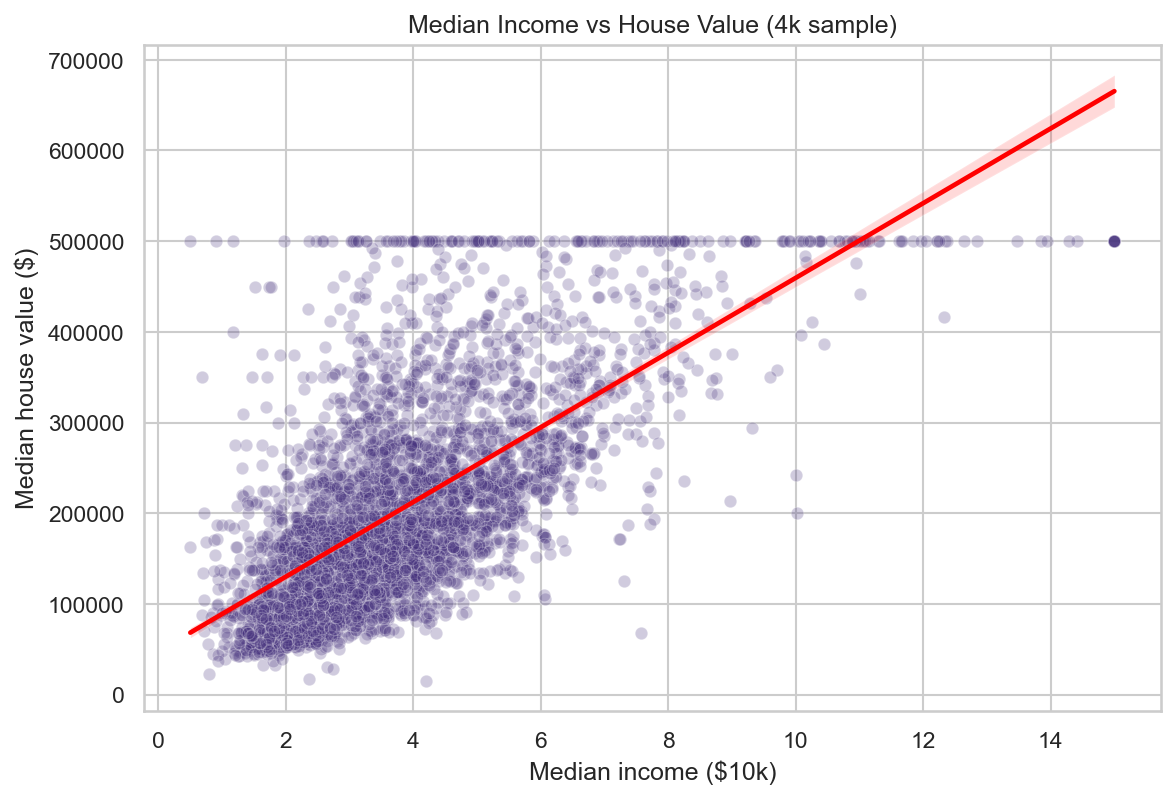 Median Income vs House Value (4k sample)
700000
600000
500000
400000
300000
200000
100000
0
Median house value ($)
0 2 4 6 8 10 12 14
Median income ($10k)